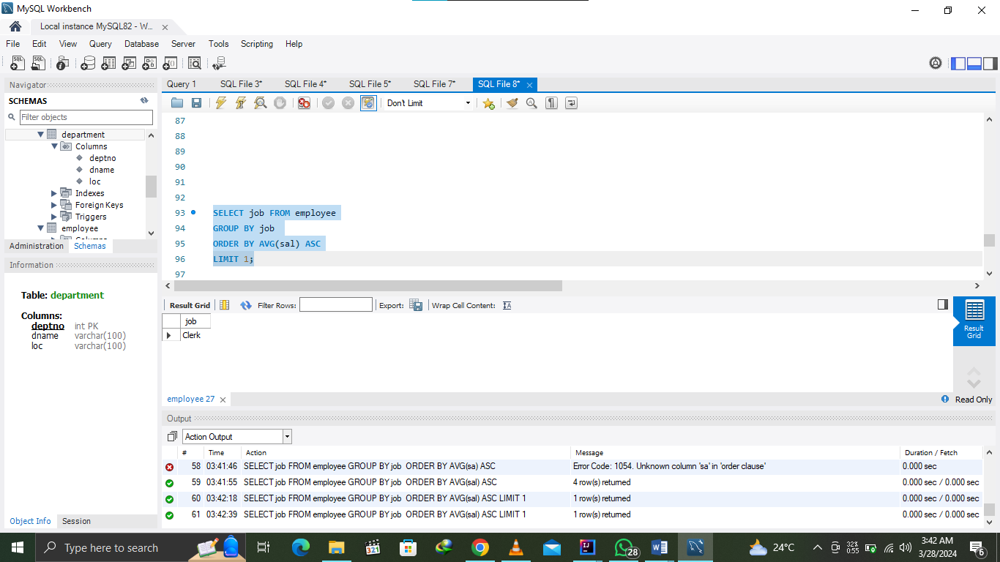 MySQL Workbench
Local instance MySQL82 - W...
File Edit View Query Database Server Tools Scripting Help
Navigator
SCHEMAS
Filter objects
department
Columns
deptno
dname
loc
Indexes
Foreign Keys
Triggers
employee
Administration Schemas
Information
Table: department
Columns:
deptno int PK
dname varchar(100)
loc varchar(100)
Object Info Session
Query 1 SQL File 3* SQL File 4* SQL File 5* SQL File 7* SQL File 8*
Don't Limit
87
88
89
90
91
92
93 SELECT job FROM employee
94 GROUP BY job
95 ORDER BY AVG(sal) ASC
96 LIMIT 1;
97
Result Grid Filter Rows: Export: Wrap Cell Content:
job
Clerk
Result
Grid
employee 27
Read Only
Output
Action Output
# Time Action Message Duration / Fetch
58 03:41:46 SELECT job FROM employee GROUP BY job ORDER BY AVG(sa) ASC Error Code: 1054. Unknown column 'sa' in 'order clause' 0.000 sec
59 03:41:55 SELECT job FROM employee GROUP BY job ORDER BY AVG(sal) ASC 4 row(s) returned 0.000 sec / 0.000 sec
60 03:42:18 SELECT job FROM employee GROUP BY job ORDER BY AVG(sal) ASC LIMIT 1 1 row(s) returned 0.000 sec / 0.000 sec
61 03:42:39 SELECT job FROM employee GROUP BY job ORDER BY AVG(sal) ASC LIMIT 1 1 row(s) returned 0.000 sec / 0.000 sec
Type here to search
321
28
24°C
32%
0:55
3:42 AM
3/28/2024
6